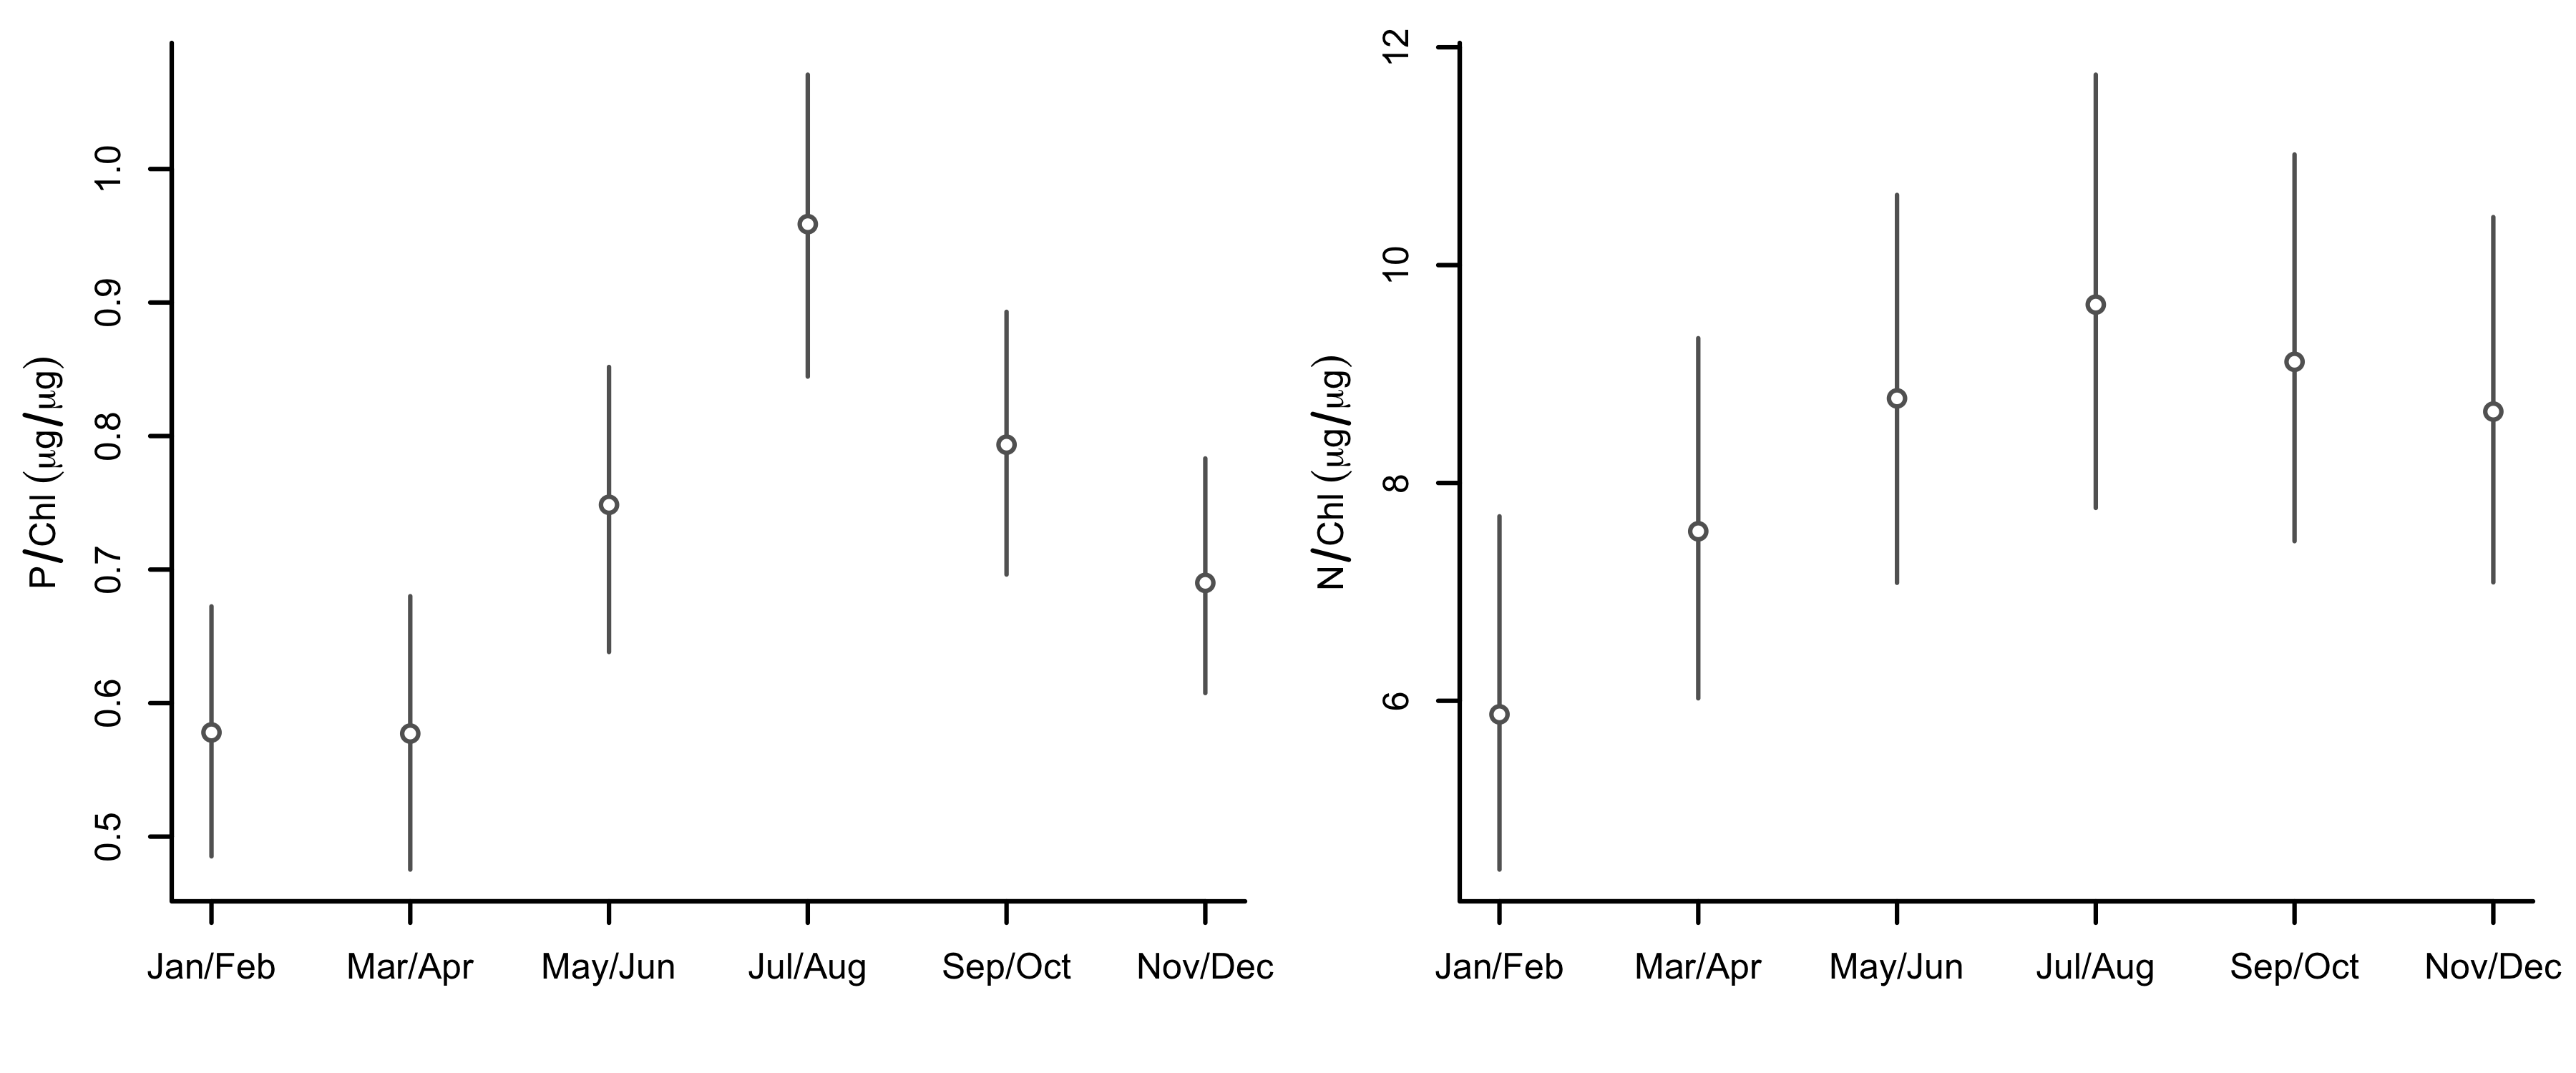 P/Chl (μg/μg)
1.0
0.9
0.8
0.7
0.6
0.5
Jan/Feb Mar/Apr May/Jun Jul/Aug Sep/Oct Nov/Dec
N/Chl (μg/μg)
12
10
8
6
Jan/Feb Mar/Apr May/Jun Jul/Aug Sep/Oct Nov/Dec